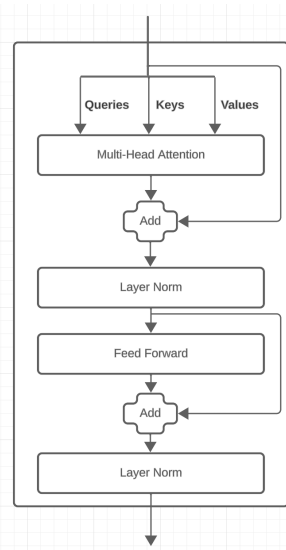 Queries Keys Values
Multi-Head Attention
Add
Layer Norm
Feed Forward
Add
Layer Norm